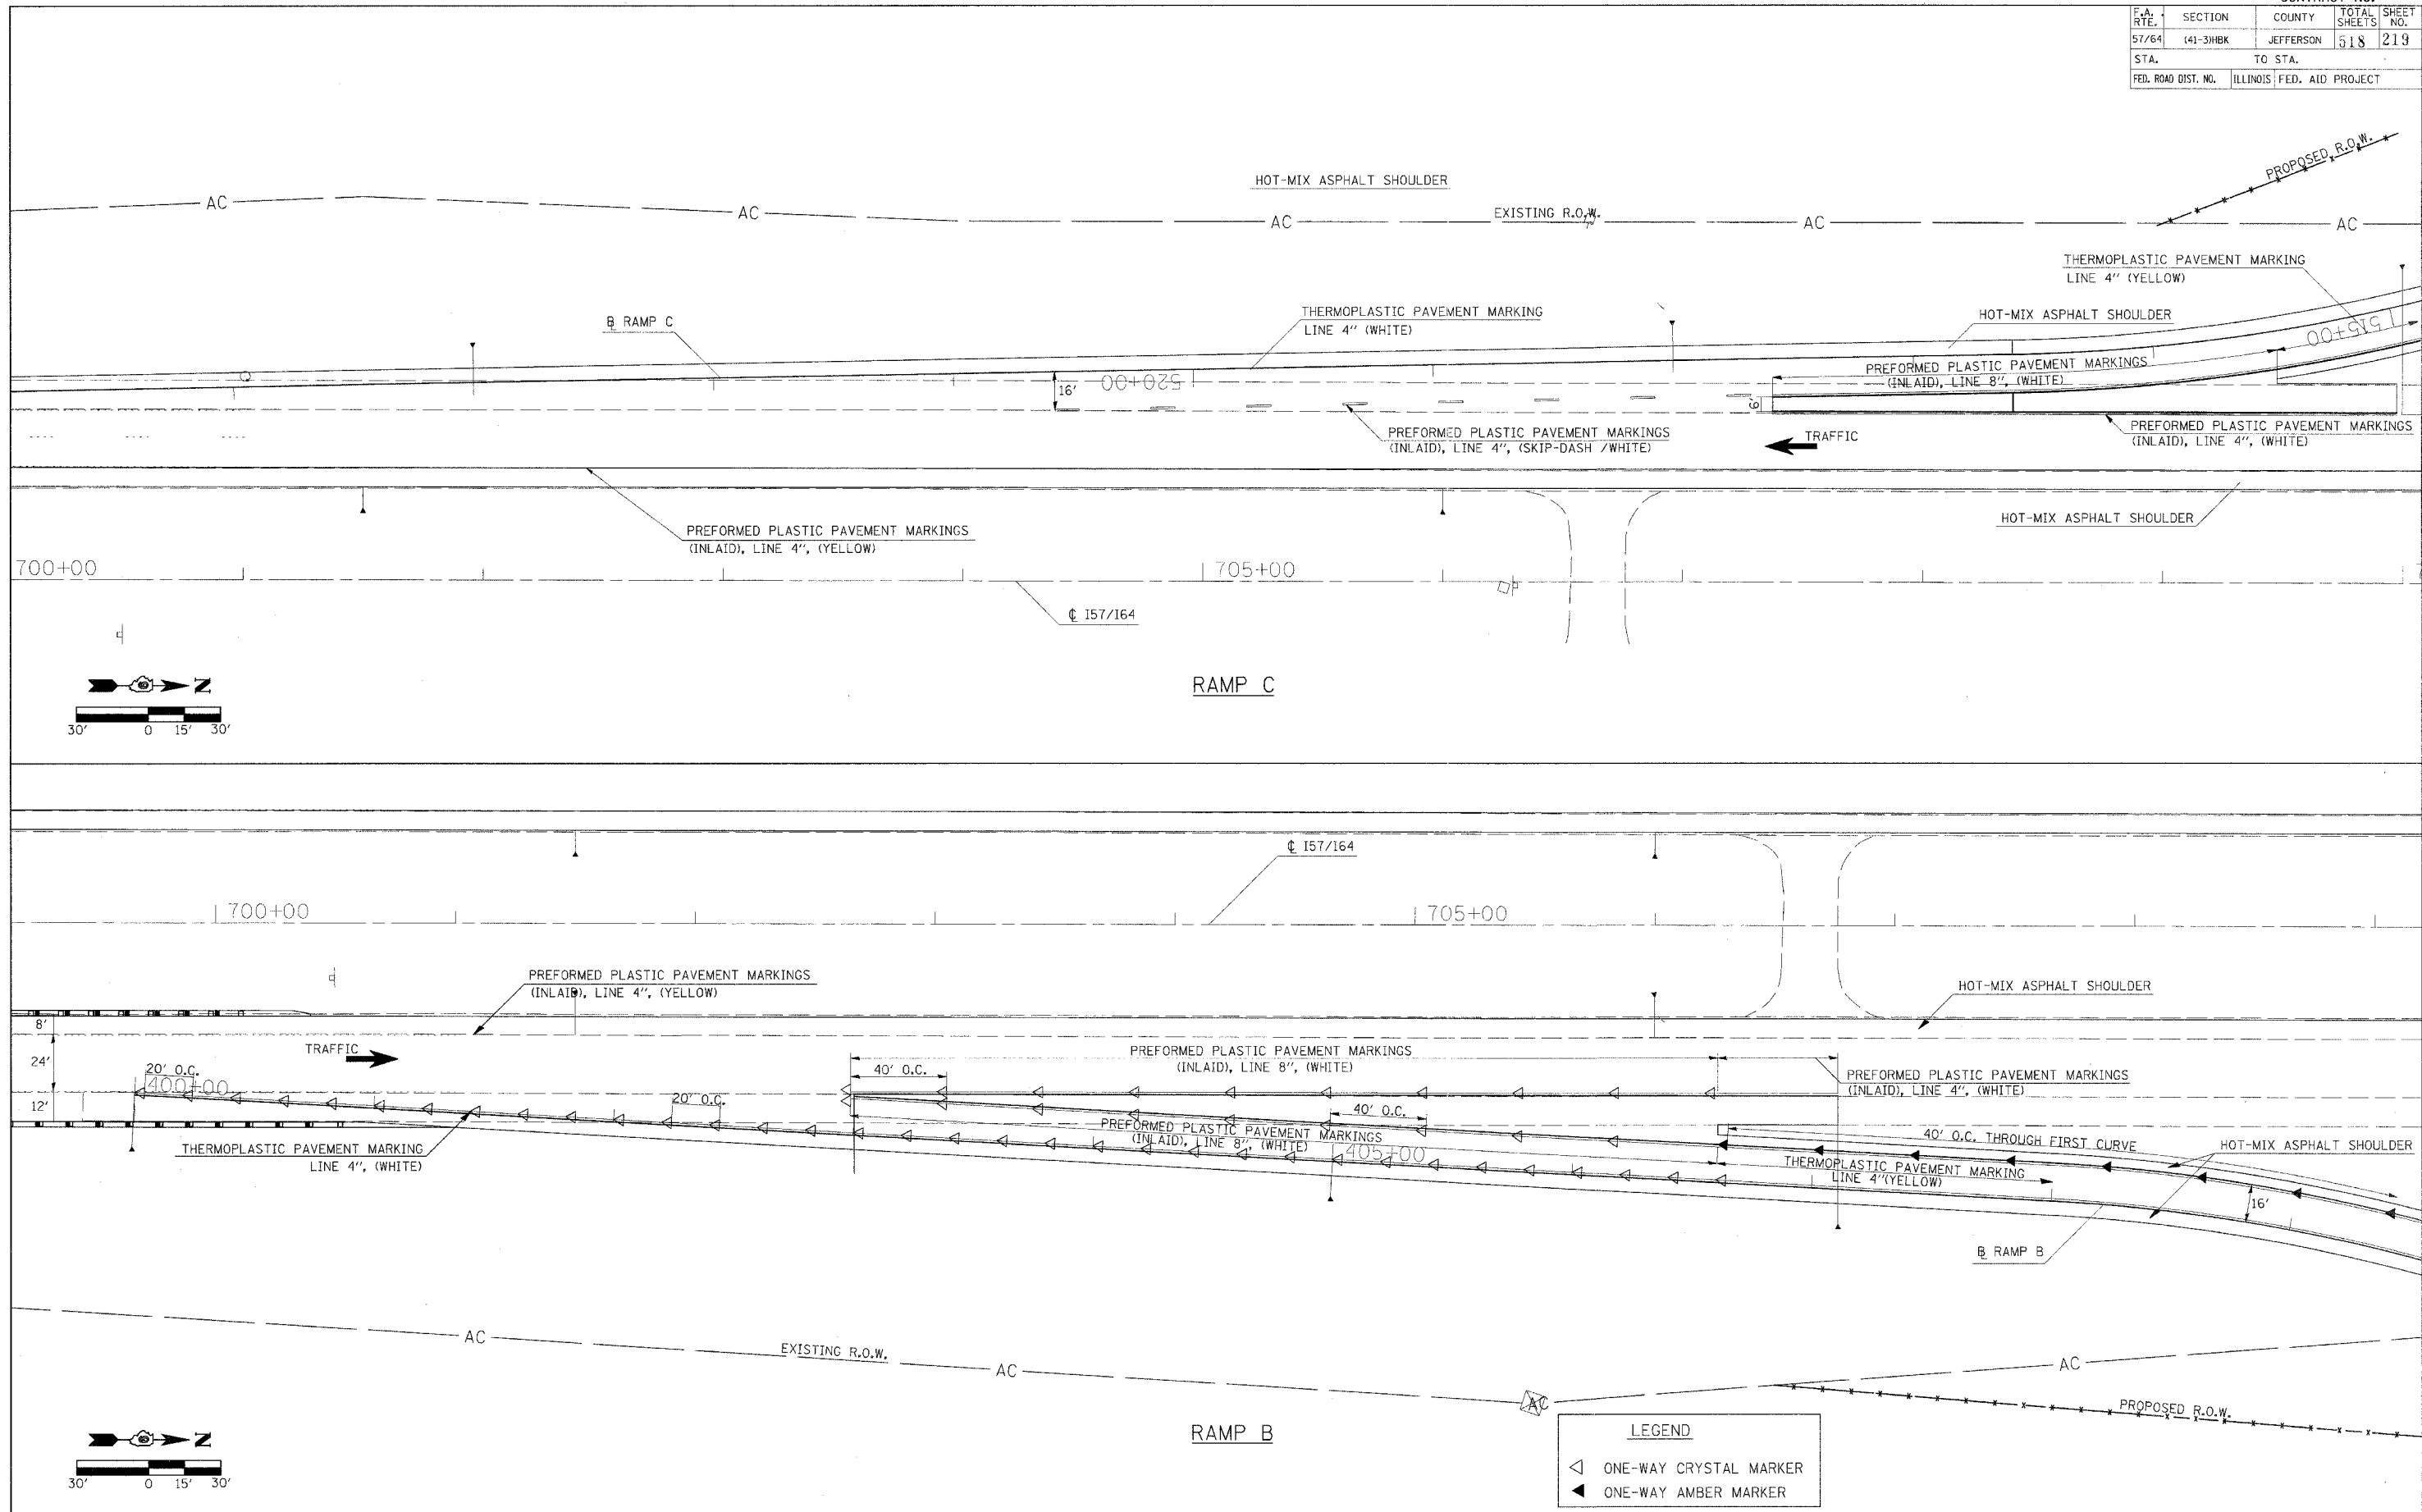 F.A. RTE. SECTION COUNTY TOTAL SHEETS SHEET NO.
57/64 (41-3)HBK JEFFERSON 518 219
STA. TO STA.
FED. ROAD DIST. NO. ILLINOIS FED. AID PROJECT
PROPOSED R.O.W.
HOT-MIX ASPHALT SHOULDER
AC AC AC EXISTING R.O.W. AC AC
THERMOPLASTIC PAVEMENT MARKING
LINE 4" (YELLOW)
HOT-MIX ASPHALT SHOULDER
THERMOPLASTIC PAVEMENT MARKING
LINE 4" (WHITE)
℄ RAMP C
515+00
PREFORMED PLASTIC PAVEMENT MARKINGS
(INLAID), LINE 8", (WHITE)
16'
520+00
6'
PREFORMED PLASTIC PAVEMENT MARKINGS
(INLAID), LINE 4", (SKIP-DASH /WHITE)
TRAFFIC
PREFORMED PLASTIC PAVEMENT MARKINGS
(INLAID), LINE 4", (WHITE)
PREFORMED PLASTIC PAVEMENT MARKINGS
(INLAID), LINE 4", (YELLOW)
HOT-MIX ASPHALT SHOULDER
700+00 705+00
℄ I57/I64
Z
30' 0 15' 30'
RAMP C
℄ I57/I64
700+00 705+00
PREFORMED PLASTIC PAVEMENT MARKINGS
(INLAID), LINE 4", (YELLOW)
HOT-MIX ASPHALT SHOULDER
8'
24'
12'
TRAFFIC
PREFORMED PLASTIC PAVEMENT MARKINGS
(INLAID), LINE 8", (WHITE)
20' O.C.
400+00
40' O.C.
PREFORMED PLASTIC PAVEMENT MARKINGS
(INLAID), LINE 4", (WHITE)
20' O.C.
40' O.C.
PREFORMED PLASTIC PAVEMENT MARKINGS
(INLAID), LINE 8", (WHITE)
405+00
40' O.C. THROUGH FIRST CURVE
HOT-MIX ASPHALT SHOULDER
THERMOPLASTIC PAVEMENT MARKING
LINE 4", (WHITE)
THERMOPLASTIC PAVEMENT MARKING
LINE 4"(YELLOW)
16'
℄ RAMP B
AC EXISTING R.O.W. AC AC AC
PROPOSED R.O.W.
Z
30' 0 15' 30'
RAMP B
LEGEND
ONE-WAY CRYSTAL MARKER
ONE-WAY AMBER MARKER